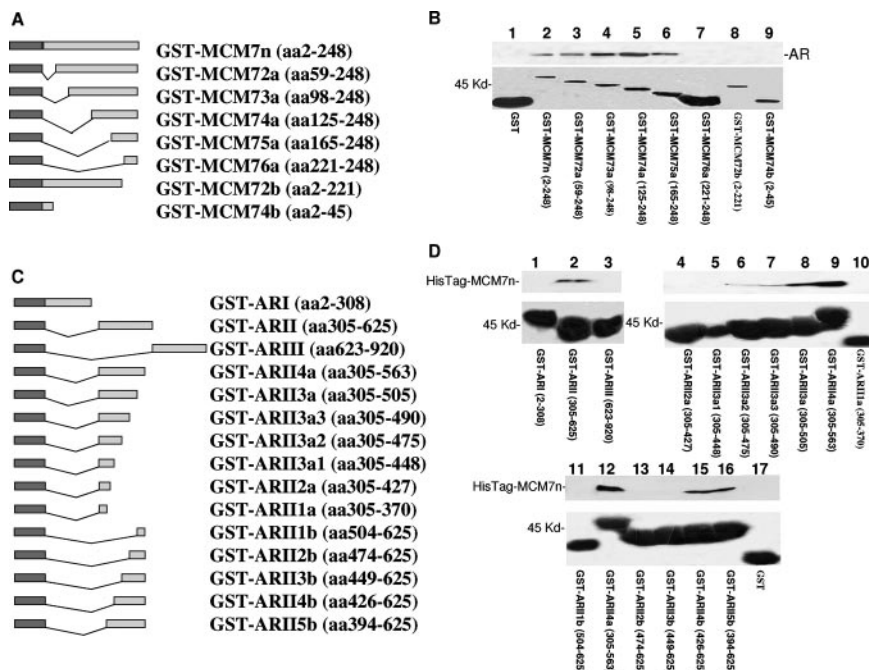 A
GST-MCM7n (aa2-248)
GST-MCM72a (aa59-248)
GST-MCM73a (aa98-248)
GST-MCM74a (aa125-248)
GST-MCM75a (aa165-248)
GST-MCM76a (aa221-248)
GST-MCM72b (aa2-221)
GST-MCM74b (aa2-45)
B
1 2 3 4 5 6 7 8 9
-AR
45 Kd-
GST
GST-MCM7n (2-248)
GST-MCM72a (59-248)
GST-MCM73a (98-248)
GST-MCM74a (125-248)
GST-MCM75a (165-248)
GST-MCM76a (221-248)
GST-MCM72b (2-221)
GST-MCM74b (2-45)
C
GST-ARI (aa2-308)
GST-ARII (aa305-625)
GST-ARIII (aa623-920)
GST-ARII4a (aa305-563)
GST-ARII3a (aa305-505)
GST-ARII3a3 (aa305-490)
GST-ARII3a2 (aa305-475)
GST-ARII3a1 (aa305-448)
GST-ARII2a (aa305-427)
GST-ARII1a (aa305-370)
GST-ARII1b (aa504-625)
GST-ARII2b (aa474-625)
GST-ARII3b (aa449-625)
GST-ARII4b (aa426-625)
GST-ARII5b (aa394-625)
D
1 2 3 4 5 6 7 8 9 10
HisTag-MCM7n-
45 Kd- 45 Kd-
GST-ARI (2-308)
GST-ARII (305-625)
GST-ARIII (623-920)
GST-ARII2a (305-427)
GST-ARII3a1 (305-448)
GST-ARII3a2 (305-475)
GST-ARII3a3 (305-490)
GST-ARII3a (305-505)
GST-ARII4a (305-563)
GST-ARII1a (305-370)
11 12 13 14 15 16 17
HisTag-MCM7n-
45 Kd-
GST-ARII1b (504-625
GST-ARII4a (305-563
GST-ARII2b (474-625
GST-ARII3b (449-625
GST-ARII4b (426-625
GST-ARII5b (394-625
GST